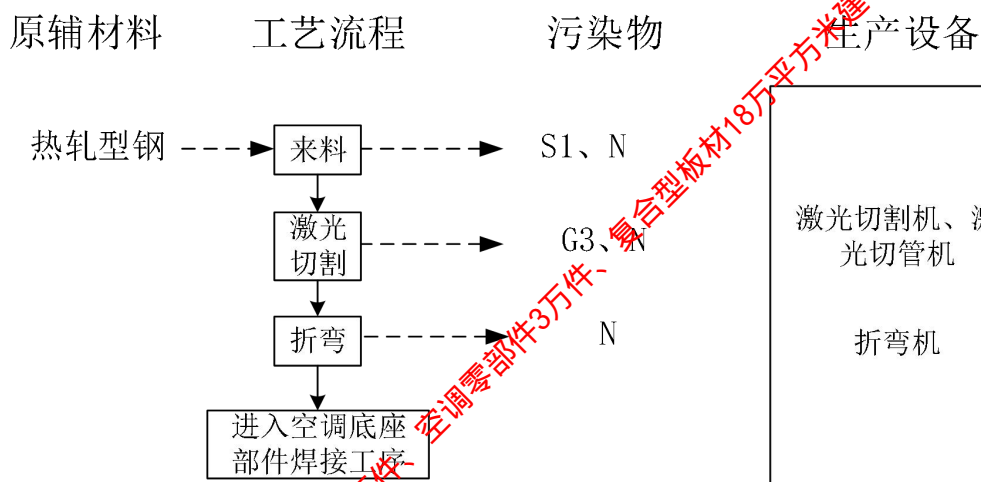 原辅材料 工艺流程 污染物 生产设备
热轧型钢 来料 S1、N
激光
切割
G3、N
激光切割机、激
光切管机
折弯 N 折弯机
进入空调底座
部件焊接工序
件、空调零部件3万件、复合型板材18万平方米建